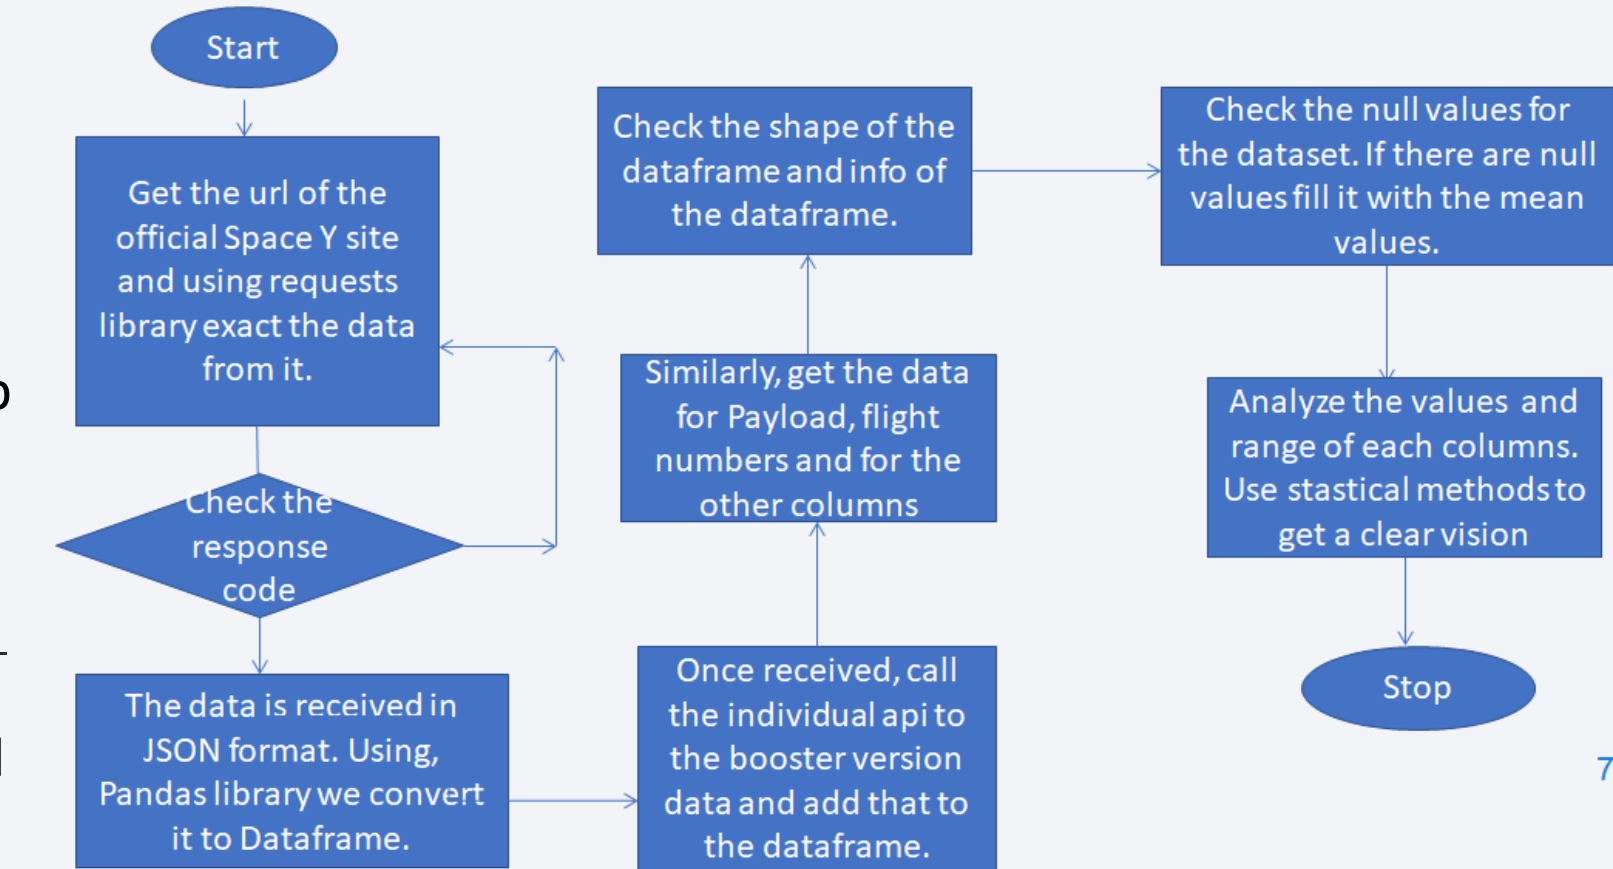 Start
Get the url of the
official Space Y site
and using requests
library exact the data
from it.
Check the
response
code
The data is received in
JSON format. Using,
Pandas library we convert
it to Dataframe.
Once received, call
the individual api to
the booster version
data and add that to
the dataframe.
Similarly, get the data
for Payload, flight
numbers and for the
other columns
Check the shape of the
dataframe and info of
the dataframe.
Check the null values for
the dataset. If there are null
values fill it with the mean
values.
Analyze the values and
range of each columns.
Use stastical methods to
get a clear vision
Stop
7